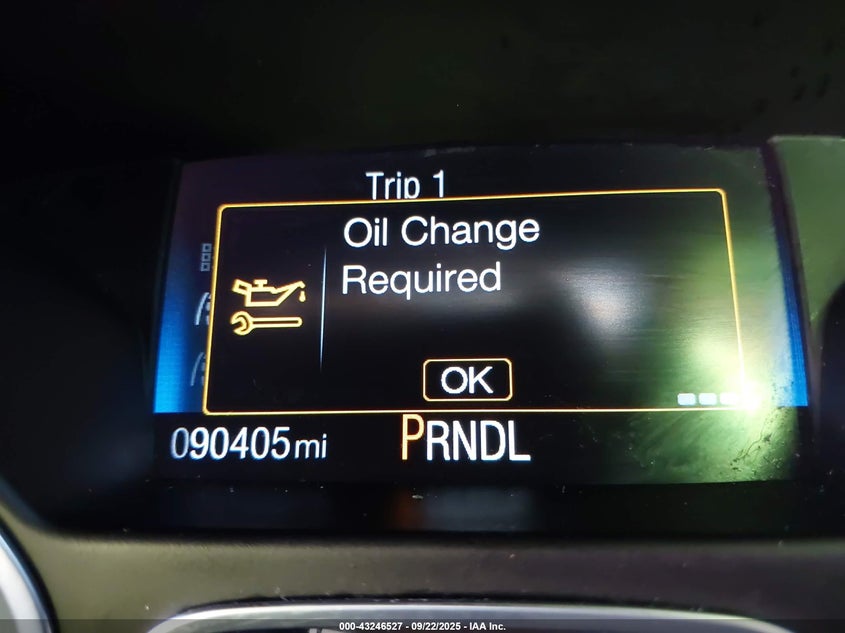 Trip 1
Oil Change
Required
OK
090405mi PRNDL
000-43246527 - 09/22/2025 - IAA Inc.